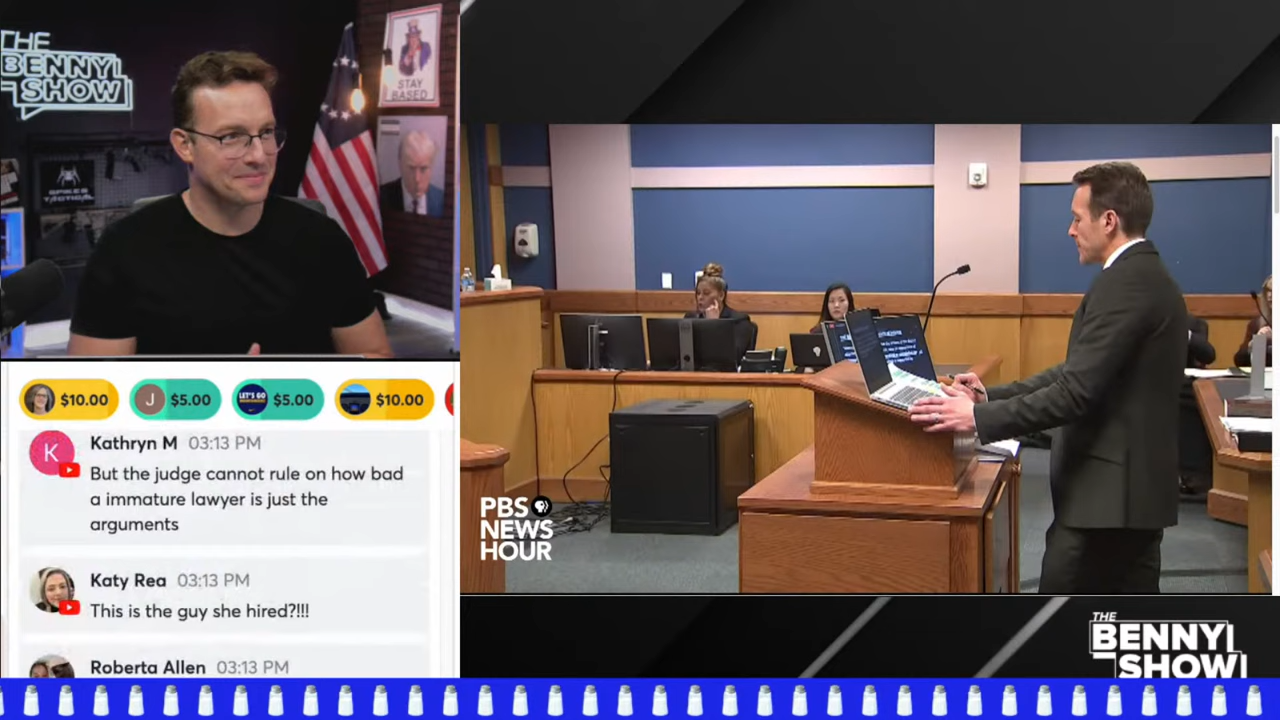 THE
BENNY
SHOW
STAY
BASED
$10.00
J
$5.00
LET'S GO
$5.00
$10.00
K
Kathryn M 03:13 PM
But the judge cannot rule on how bad
a immature lawyer is just the
arguments
Katy Rea 03:13 PM
This is the guy she hired?!!!
Roberta Allen 03:13 PM
PBS
NEWS
HOUR
THE
BENNY
SHOW